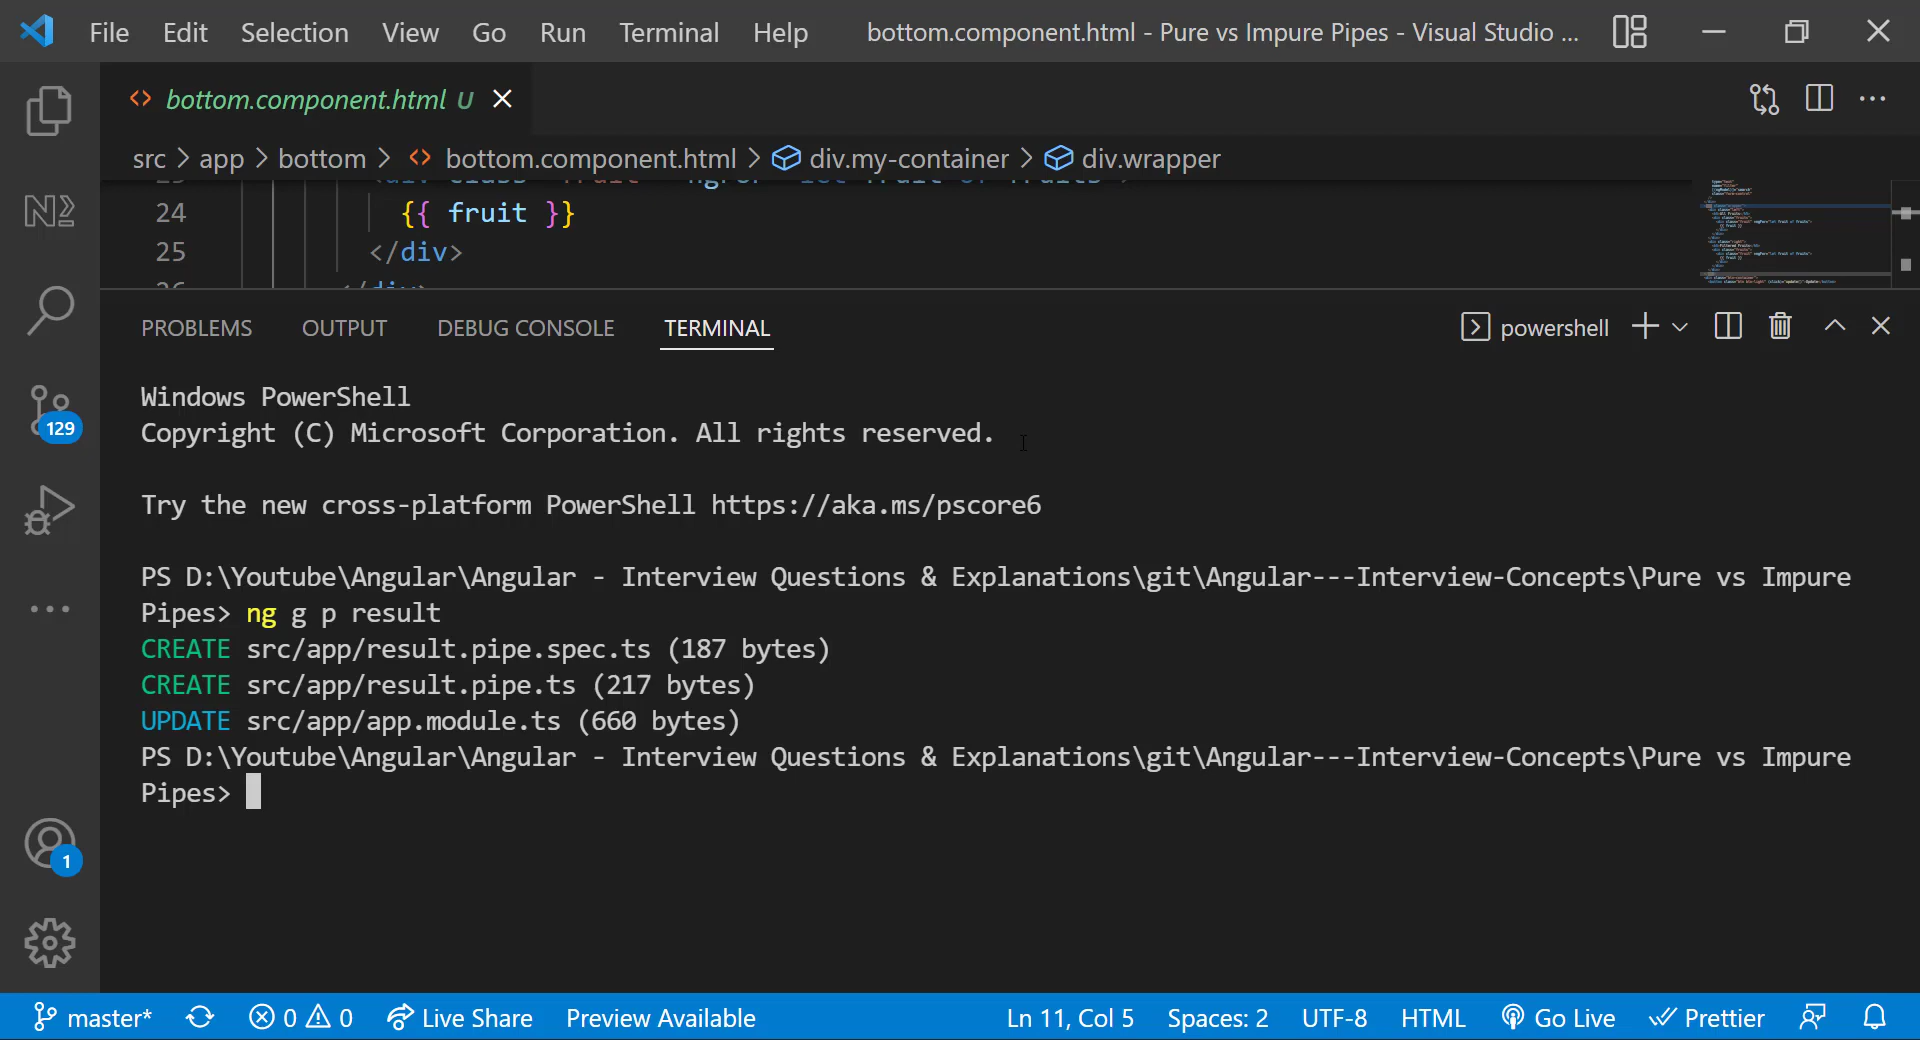 File Edit Selection View Go Run Terminal Help bottom.component.html - Pure vs Impure Pipes - Visual Studio ...
bottom.component.html U
src > app > bottom > bottom.component.html > div.my-container > div.wrapper
24 {{ fruit }}
25 </div>
PROBLEMS OUTPUT DEBUG CONSOLE TERMINAL powershell
Windows PowerShell
Copyright (C) Microsoft Corporation. All rights reserved.
Try the new cross-platform PowerShell https://aka.ms/pscore6
PS D:\Youtube\Angular\Angular - Interview Questions & Explanations\git\Angular---Interview-Concepts\Pure vs Impure
Pipes> ng g p result
CREATE src/app/result.pipe.spec.ts (187 bytes)
CREATE src/app/result.pipe.ts (217 bytes)
UPDATE src/app/app.module.ts (660 bytes)
PS D:\Youtube\Angular\Angular - Interview Questions & Explanations\git\Angular---Interview-Concepts\Pure vs Impure
Pipes>
129
1
master* 0 0 Live Share Preview Available Ln 11, Col 5 Spaces: 2 UTF-8 HTML Go Live Prettier